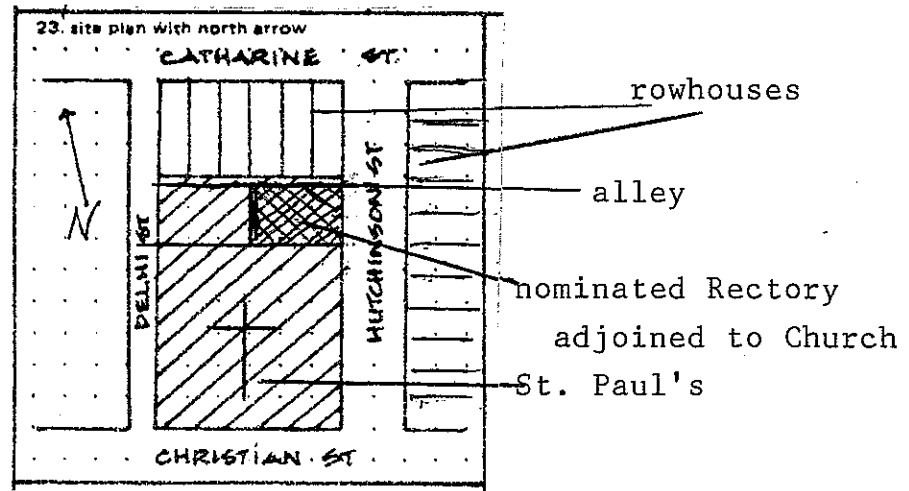 23. site plan with north arrow
CATHARINE ST.
rowhouses
alley
N
DELHI ST
HUTCHINSON ST
nominated Rectory
adjoined to Church
St. Paul's
CHRISTIAN ST